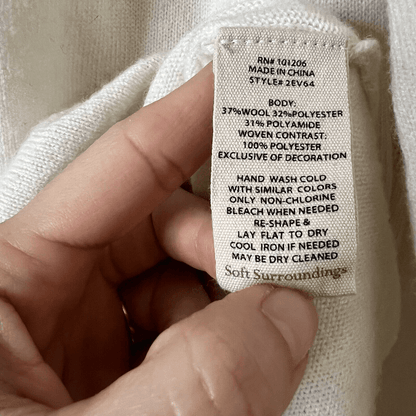 RN# 101206
MADE IN CHINA
STYLE# 2EV64
BODY:
37%WOOL 32%POLYESTER
31% POLYAMIDE
WOVEN CONTRAST:
100% POLYESTER
EXCLUSIVE OF DECORATION
HAND WASH COLD
WITH SIMILAR COLORS
ONLY NON-CHLORINE
BLEACH WHEN NEEDED
RE-SHAPE &
LAY FLAT TO DRY
COOL IRON IF NEEDED
MAY BE DRY CLEANED
Soft Surroundings